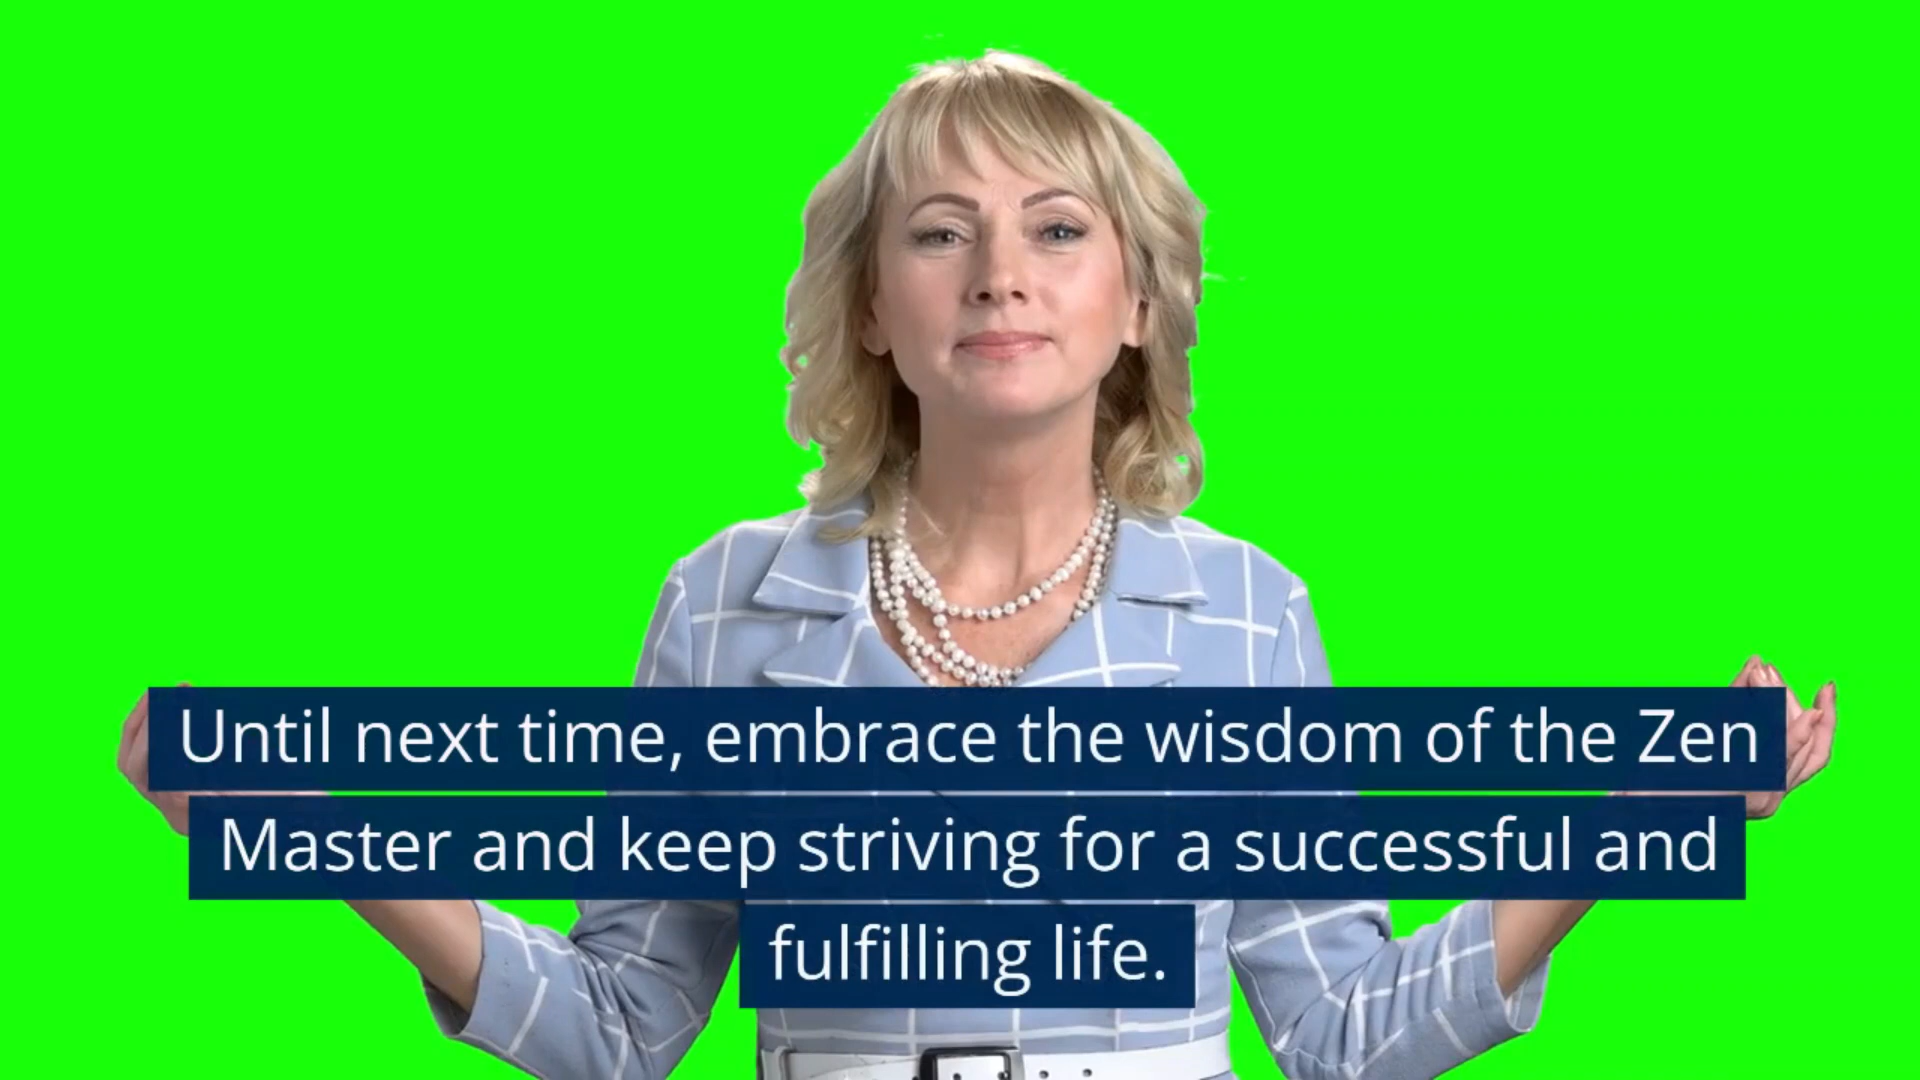 Until next time, embrace the wisdom of the Zen
Master and keep striving for a successful and
fulfilling life.